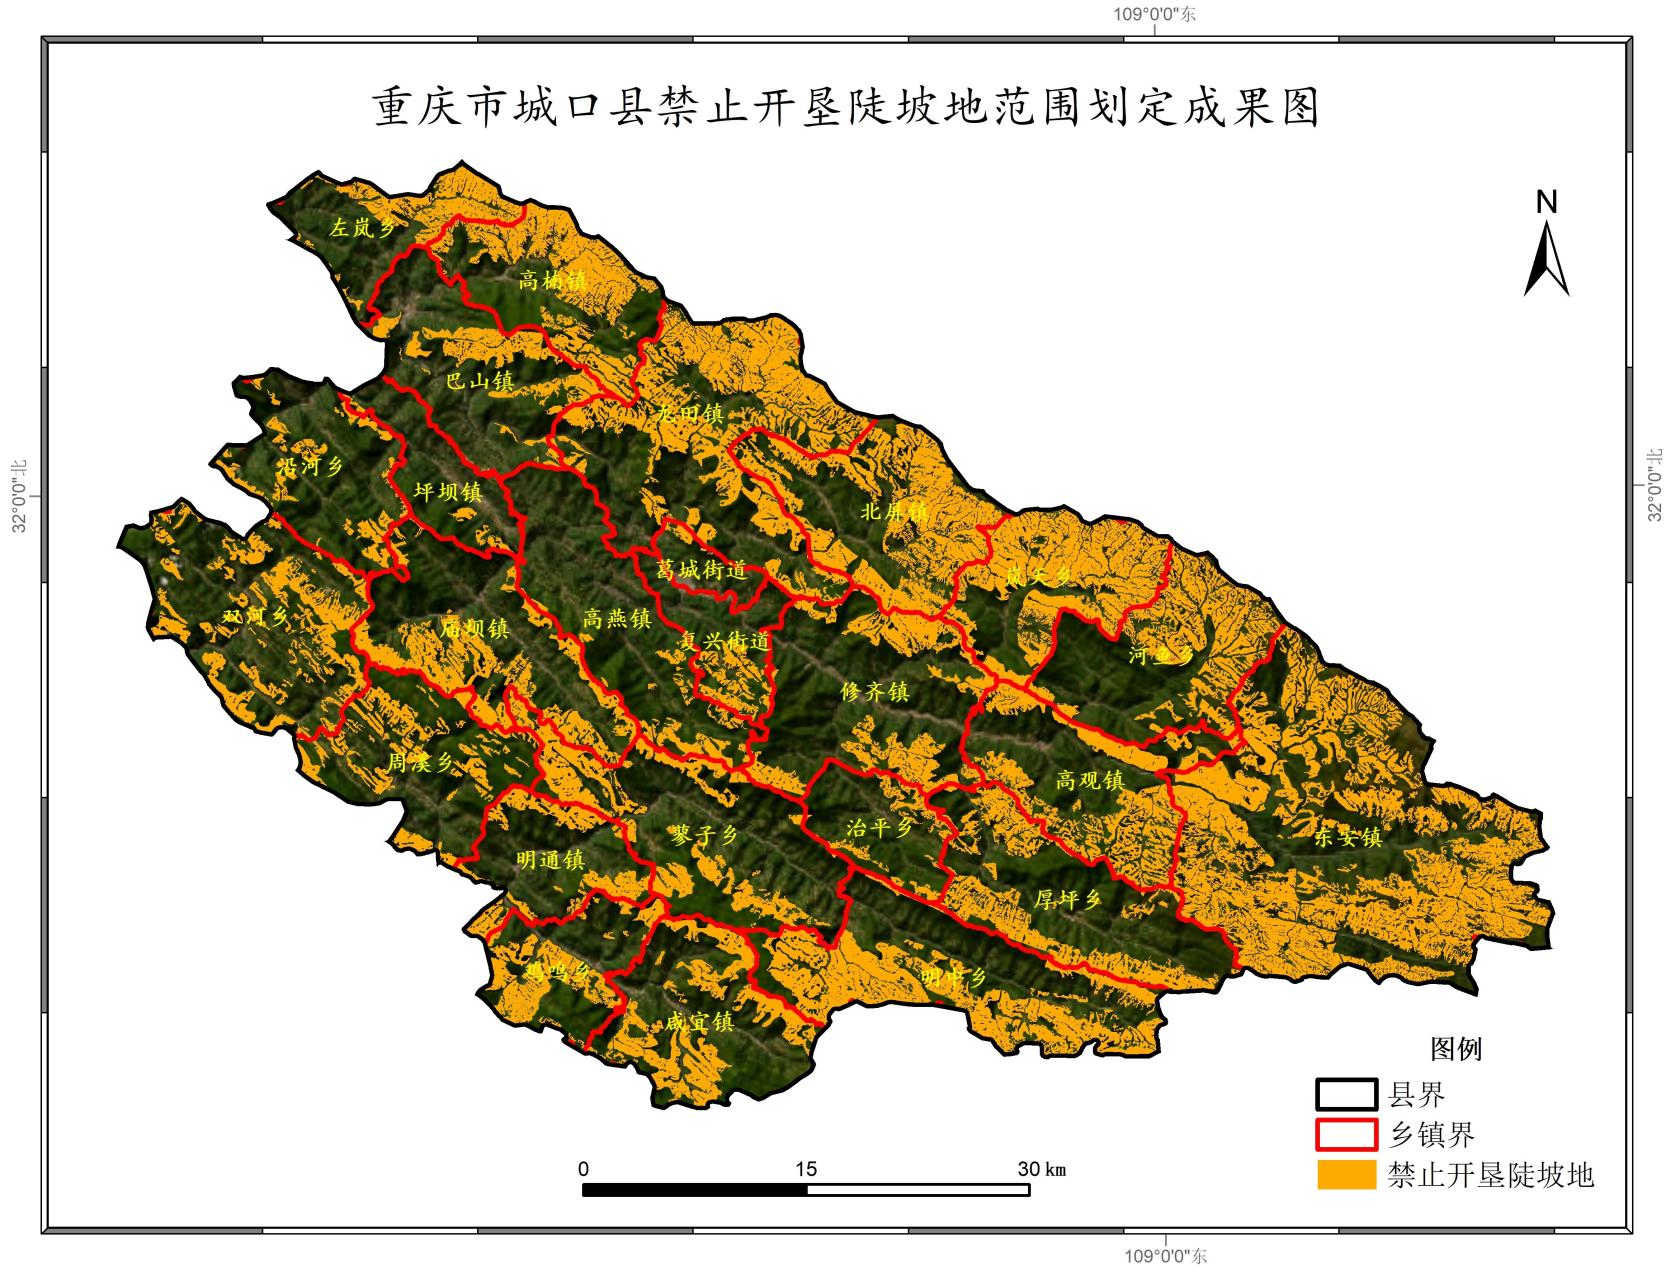 109°0'0"东
重庆市城口县禁止开垦陡坡地范围划定成果图
N
左岚乡
高楠镇
巴山镇
龙田镇
沿河乡
坪坝镇
北屏镇
32°0'0"北
32°0'0"北
葛城街道
岚天乡
双河乡
庙坝镇
高燕镇
复兴街道
河鱼乡
修齐镇
周溪乡
高观镇
蓼子乡
治平乡
东安镇
明通镇
厚坪乡
鸡鸣乡
明中乡
咸宜镇
图例
县界
乡镇界
禁止开垦陡坡地
0 15 30 km
109°0'0"东